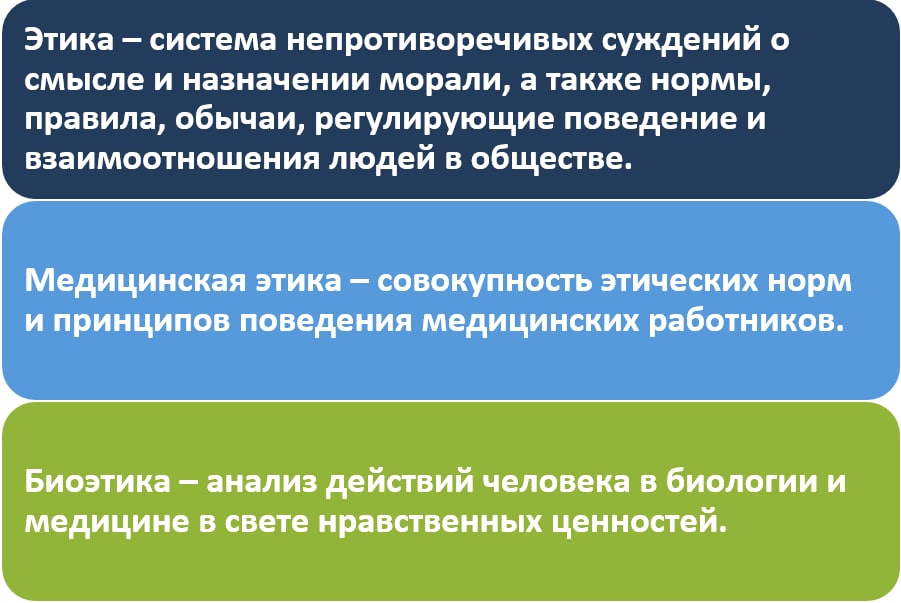 Этика – система непротиворечивых суждений о
смысле и назначении морали, а также нормы,
правила, обычаи, регулирующие поведение и
взаимоотношения людей в обществе.
Медицинская этика – совокупность этических норм
и принципов поведения медицинских работников.
Биоэтика – анализ действий человека в биологии и
медицине в свете нравственных ценностей.